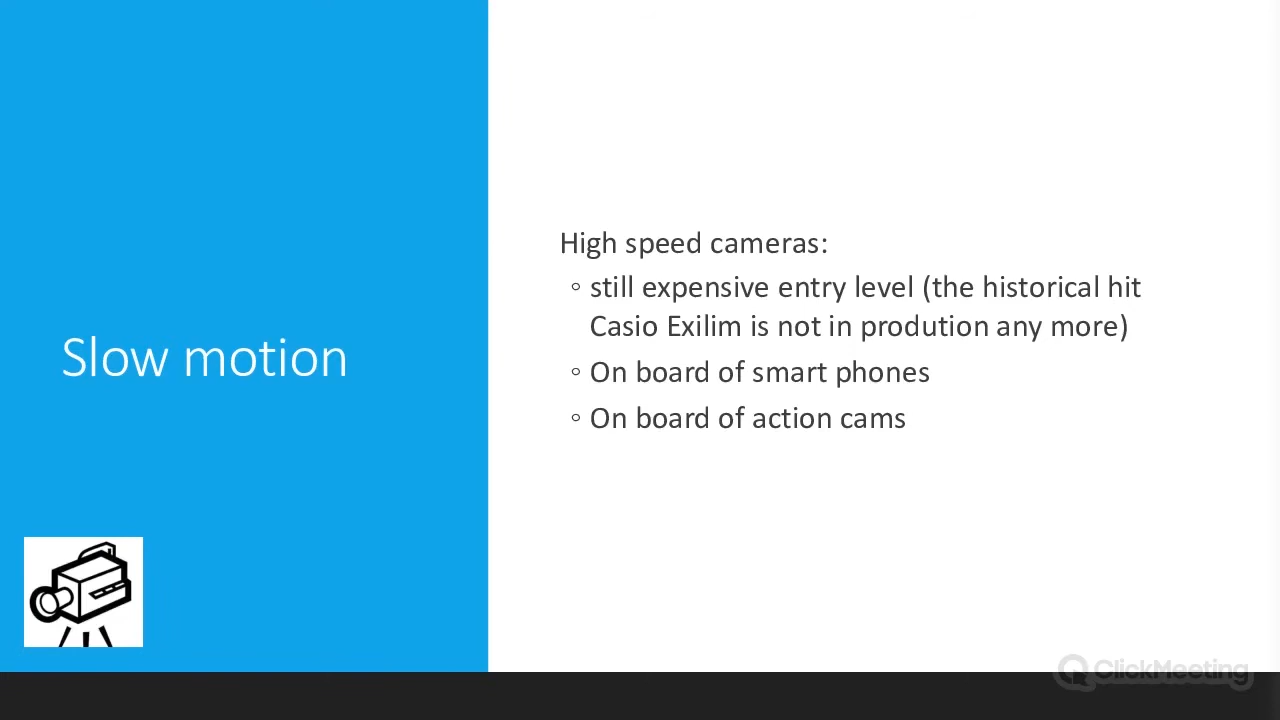 Slow motion
High speed cameras:
◦ still expensive entry level (the historical hit
Casio Exilim is not in prodution any more)
◦ On board of smart phones
◦ On board of action cams
ClickMeeting